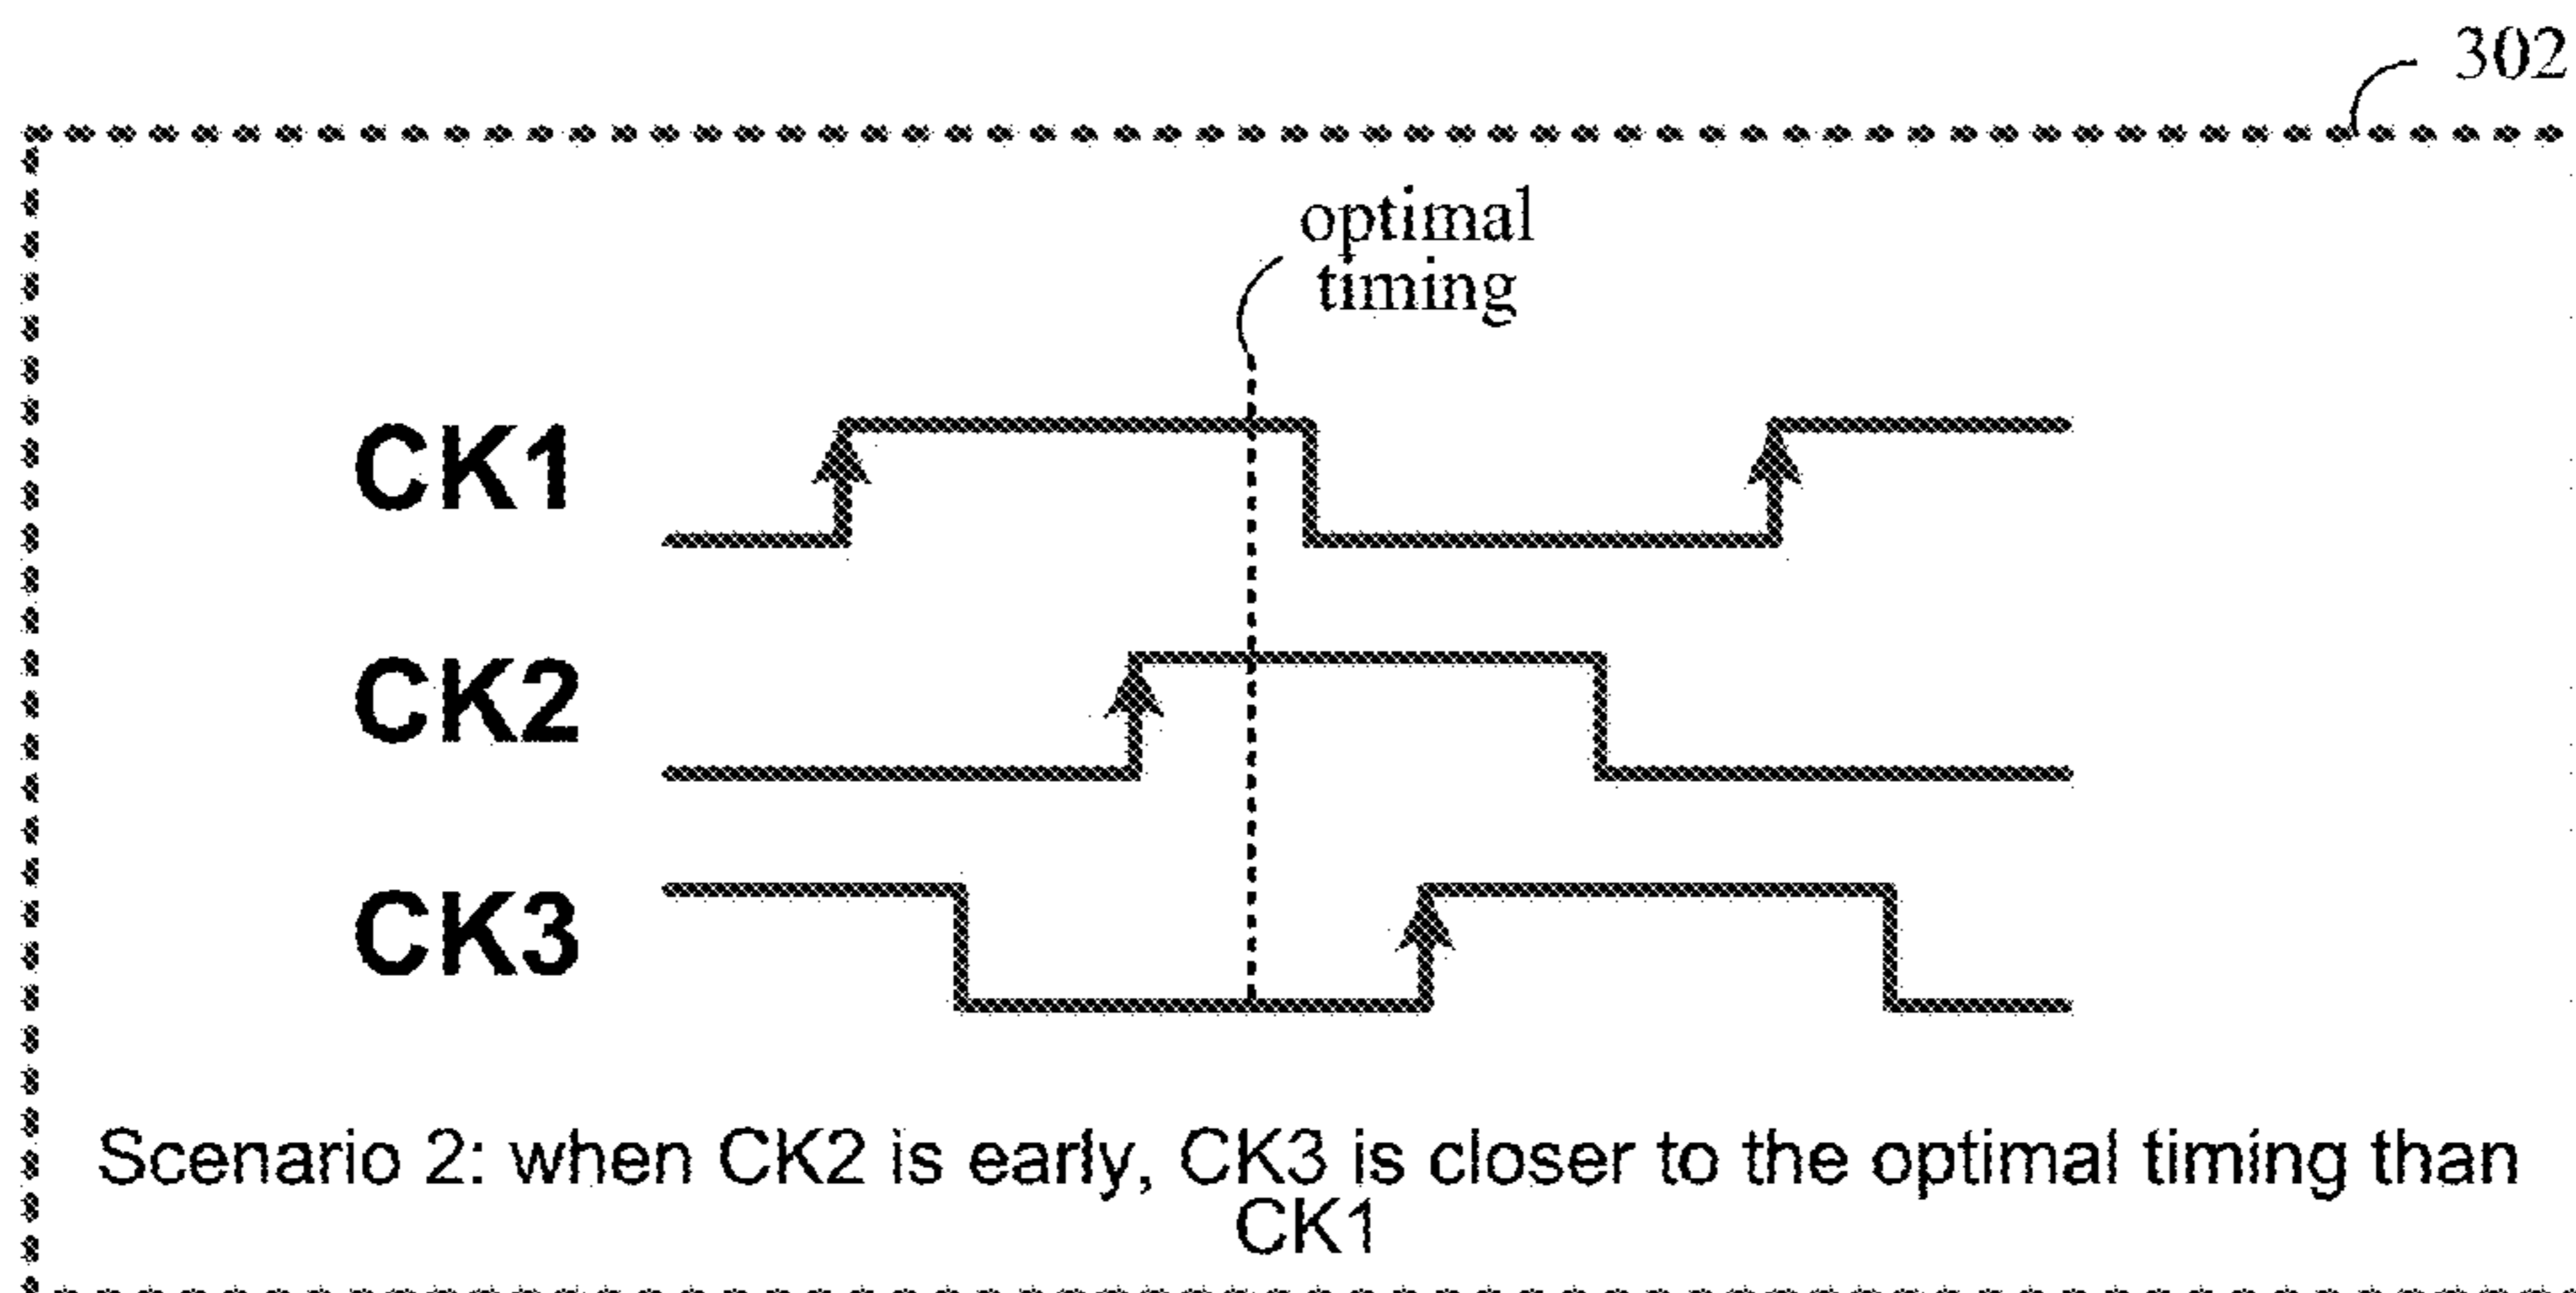 302
optimal
timing
CK1
CK2
CK3
Scenario 2: when CK2 is early, CK3 is closer to the optimal timing than
CK1